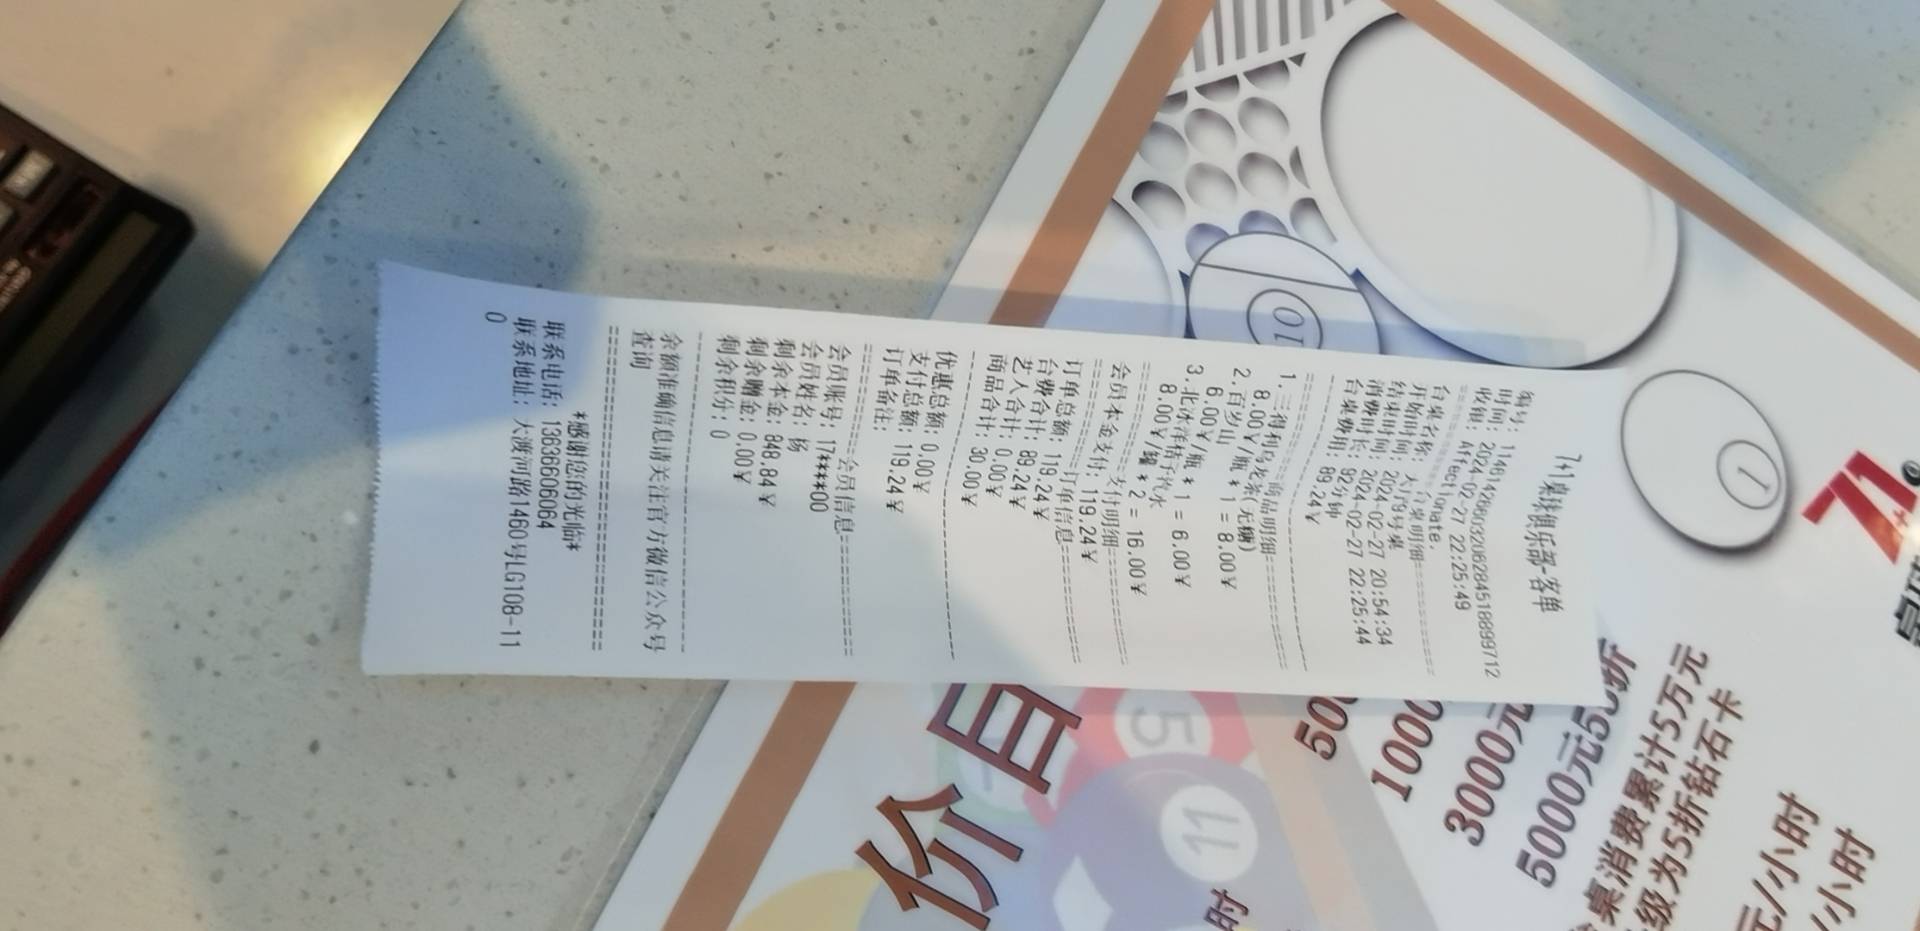 7+1桌球俱乐部-客单
时间: 2024-02-27 22:25:49
收银: Affectionate.
台桌明细
台桌名称: 大厅9号桌
开始时间: 2024-02-27 20:54:34
结束时间: 2024-02-27 22:25:44
消费时长: 92分钟
台桌费用: 89.24¥
商品明细
1.三得利乌龙茶(无糖)
8.00¥/瓶 * 1 = 8.00¥
2.百岁山
6.00¥/瓶 * 1 = 6.00¥
3.北冰洋桔子汽水
8.00¥/罐 * 2 = 16.00¥
支付明细
会员本金支付: 119.24¥
订单信息
订单总额: 119.24¥
台费合计: 89.24¥
艺人合计: 0.00¥
商品合计: 30.00¥
优惠总额: 0.00¥
支付总额: 119.24¥
订单备注:
会员信息
会员账号: 17****00
会员姓名: 杨
剩余本金: 848.84¥
剩余赠金: 0.00¥
剩余积分: 0
余额准确信息请关注官方微信公众号
查询
*感谢您的光临*
联系电话: 13636606064
联系地址: 大渡河路1460号LG108-11
0
7+1
价目
3000元
5000元55折
桌消费累计5万元
级为5折钻石卡
元/小时
/小时
时
10
1
5
11